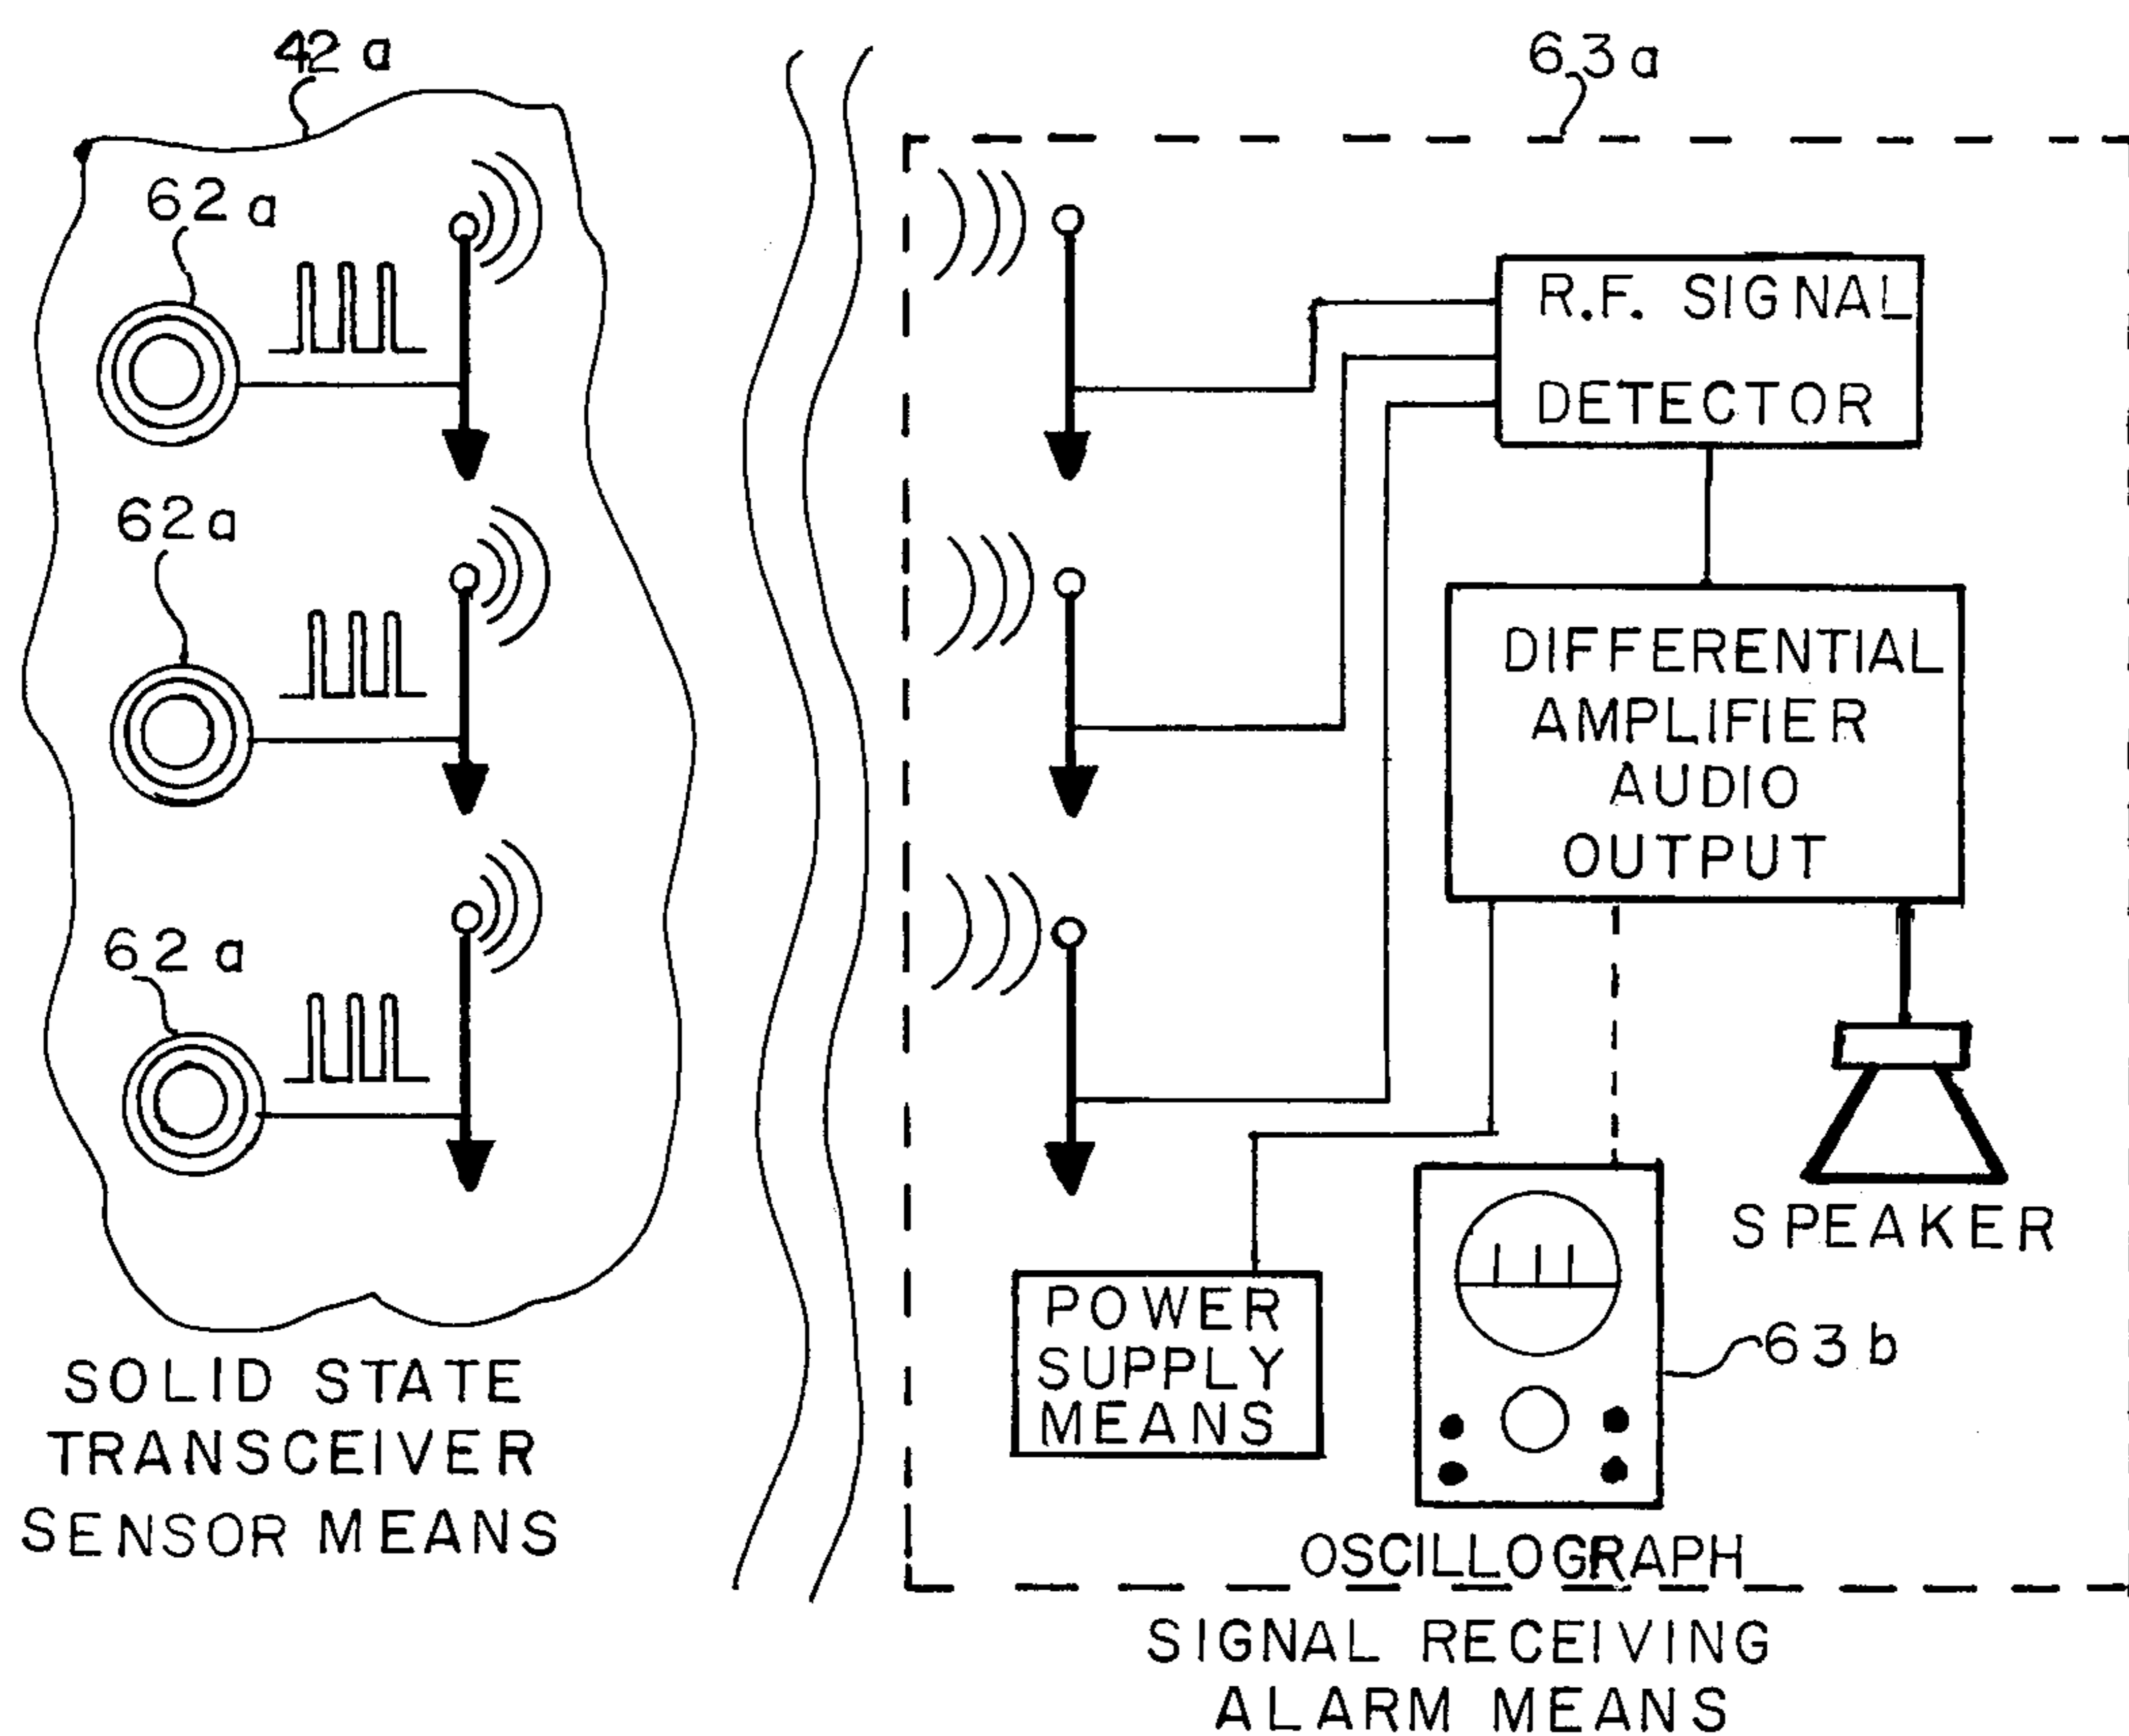 42a
62a
62a
62a
SOLID STATE
TRANSCEIVER
SENSOR MEANS
63a
R.F. SIGNAL
DETECTOR
DIFFERENTIAL
AMPLIFIER
AUDIO
OUTPUT
SPEAKER
POWER
SUPPLY
MEANS
63b
OSCILLOGRAPH
SIGNAL RECEIVING
ALARM MEANS